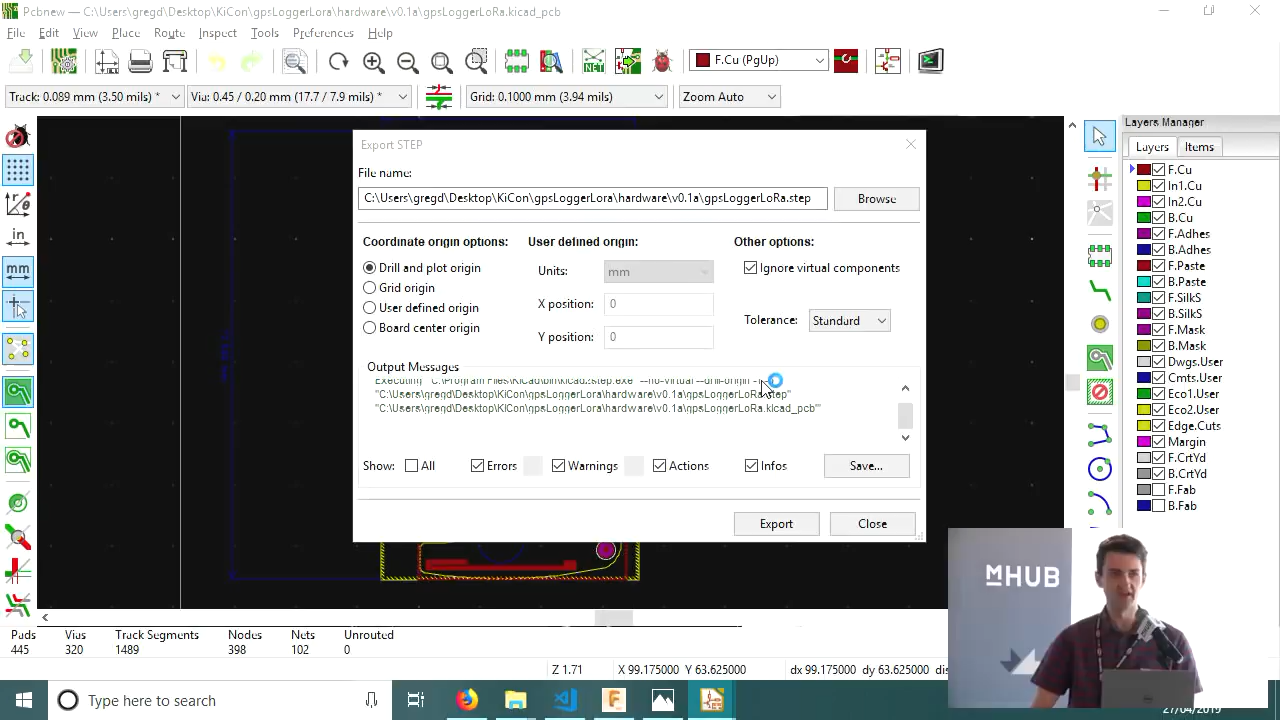 Pcbnew — C:\Users\gregd\Desktop\KiCon\gpsLoggerLora\hardware\v0.1a\gpsLoggerLoRa.kicad_pcb
File Edit View Place Route Inspect Tools Preferences Help
NET
F.Cu (PgUp)
Track: 0.089 mm (3.50 mils) *
Via: 0.45 / 0.20 mm (17.7 / 7.9 mils) *
Grid: 0.1000 mm (3.94 mils)
Zoom Auto
in
mm
Export STEP
File name:
C:\Users\gregd\Desktop\KiCon\gpsLoggerLora\hardware\v0.1a\gpsLoggerLoRa.step
Browse
Coordinate origin options:
Drill and plot origin
Grid origin
User defined origin
Board center origin
User defined origin:
Units:
mm
X position:
0
Y position:
0
Other options:
Ignore virtual components
Tolerance:
Standard
Output Messages
"C:\Users\gregd\Desktop\KiCon\gpsLoggerLora\hardware\v0.1a\gpsLoggerLoRa.step"
"C:\Users\gregd\Desktop\KiCon\gpsLoggerLora\hardware\v0.1a\gpsLoggerLoRa.kicad_pcb"
Show:
All
Errors
Warnings
Actions
Infos
Save...
Export
Close
Layers Manager
Layers
Items
F.Cu
In1.Cu
In2.Cu
B.Cu
F.Adhes
B.Adhes
F.Paste
B.Paste
F.SilkS
B.SilkS
F.Mask
B.Mask
Dwgs.User
Cmts.User
Eco1.User
Eco2.User
Edge.Cuts
Margin
F.CrtYd
B.CrtYd
F.Fab
B.Fab
MHUB
Pads
445
Vias
320
Track Segments
1489
Nodes
398
Nets
102
Unrouted
0
Z 1.71
X 99.175000 Y 63.625000
dx 99.175000 dy 63.625000
Type here to search
27/04/2019